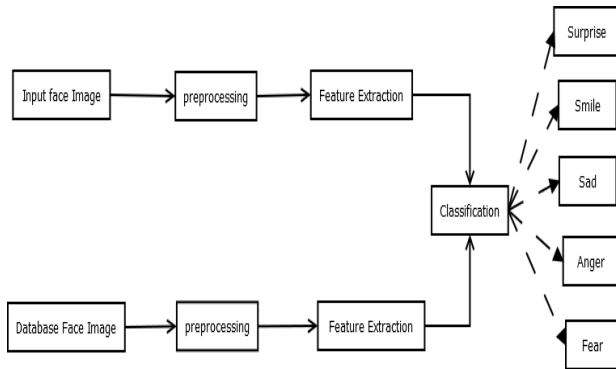 Surprise
Input face Image
preprocessing
Feature Extraction
Smile
Sad
Classification
Anger
Database Face Image
preprocessing
Feature Extraction
Fear